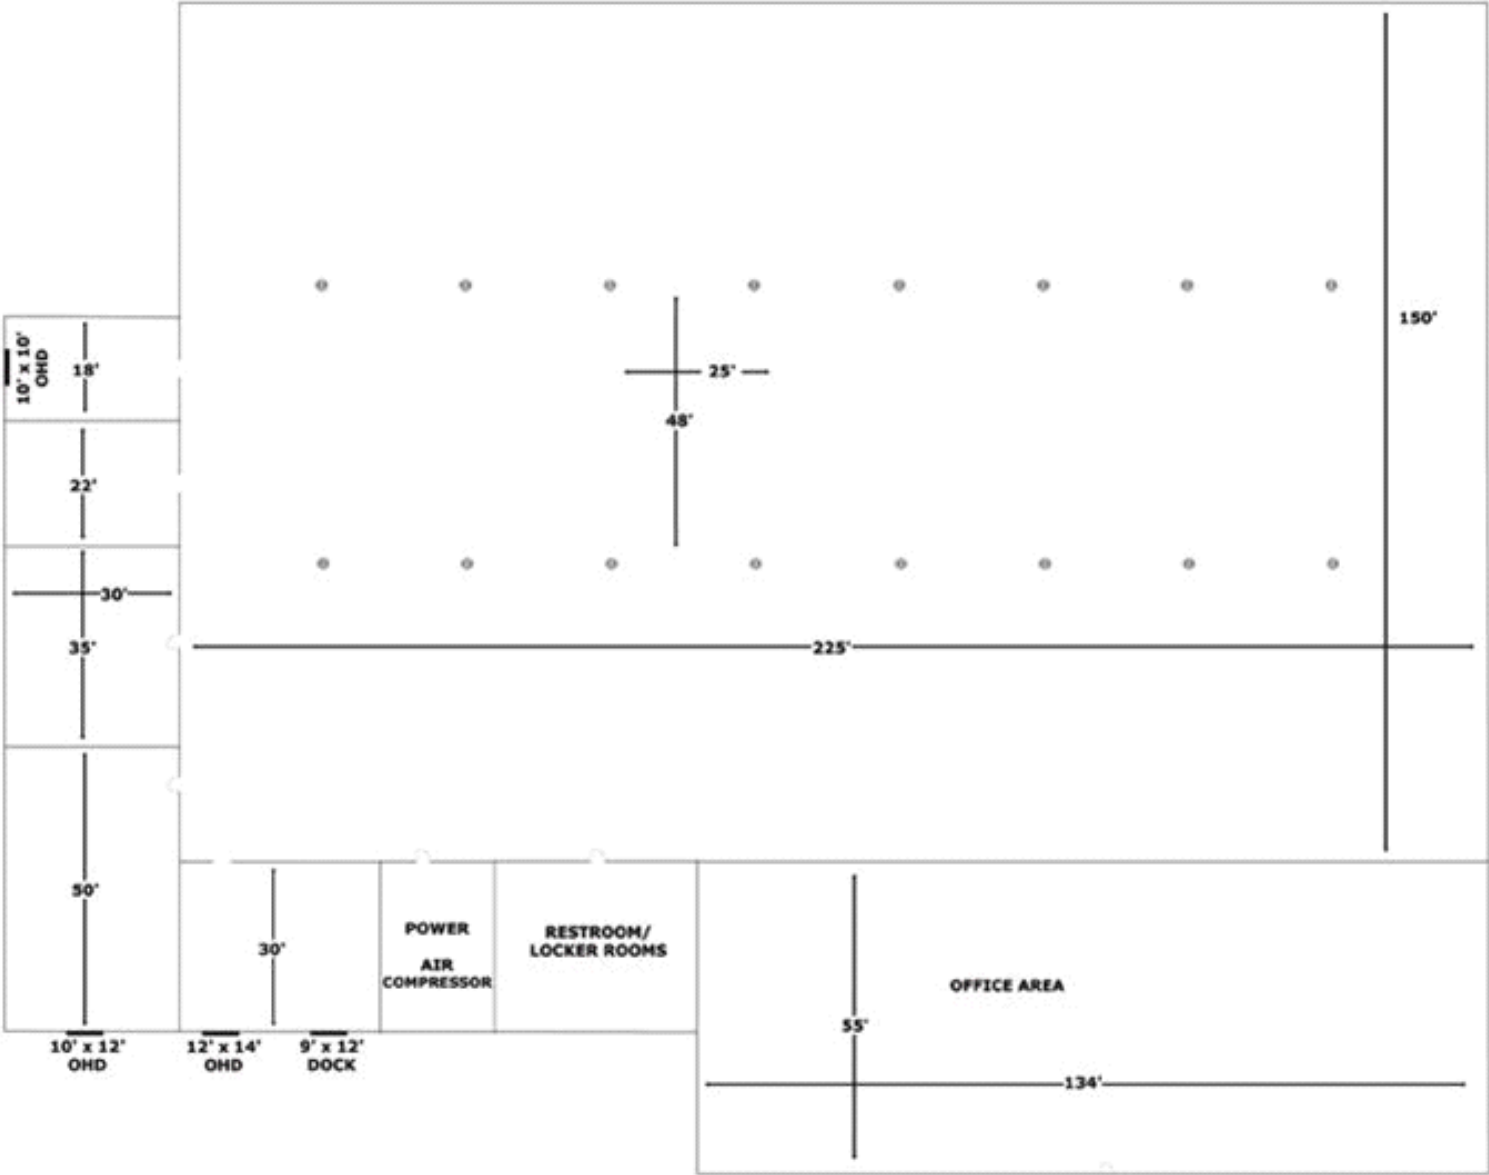 150'
10' x 10'
OHD
18'
25'
48'
22'
30'
35'
225'
50'
30'
POWER
AIR
COMPRESSOR
RESTROOM/
LOCKER ROOMS
OFFICE AREA
55'
134'
10' x 12'
OHD
12' x 14'
OHD
9' x 12'
DOCK